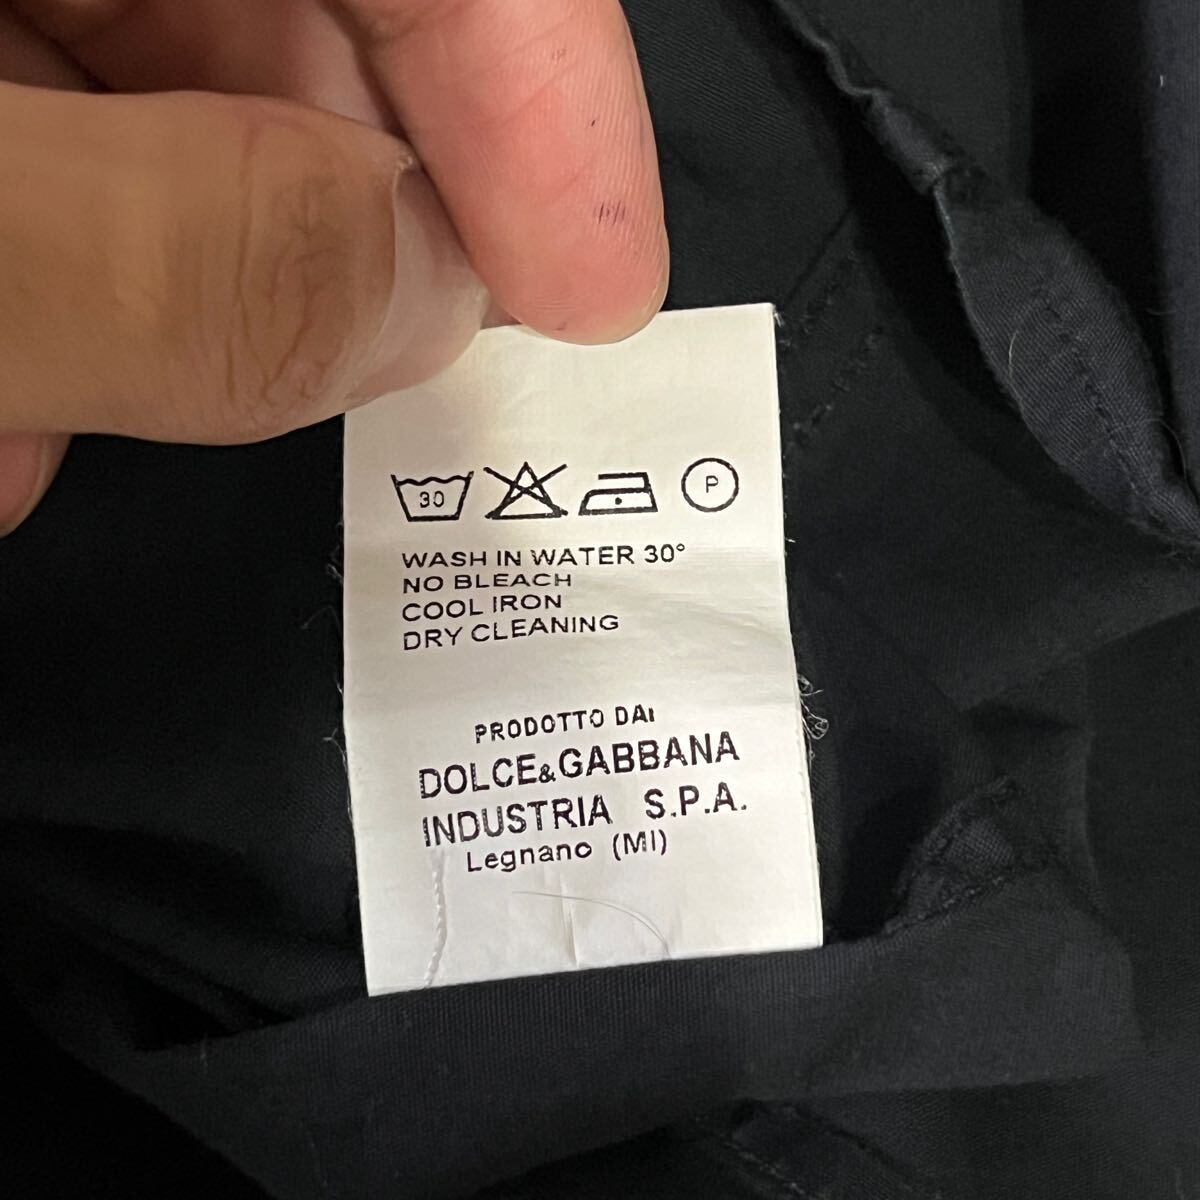 30 P
WASH IN WATER 30°
NO BLEACH
COOL IRON
DRY CLEANING
PRODOTTO DAI
DOLCE&GABBANA
INDUSTRIA S.P.A.
Legnano (MI)